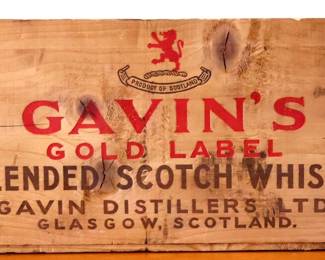 PRODUCT OF SCOTLAND
GAVIN'S
GOLD LABEL
LENDED SCOTCH WHIS
GAVIN DISTILLERS LTD
GLASGOW, SCOTLAND.